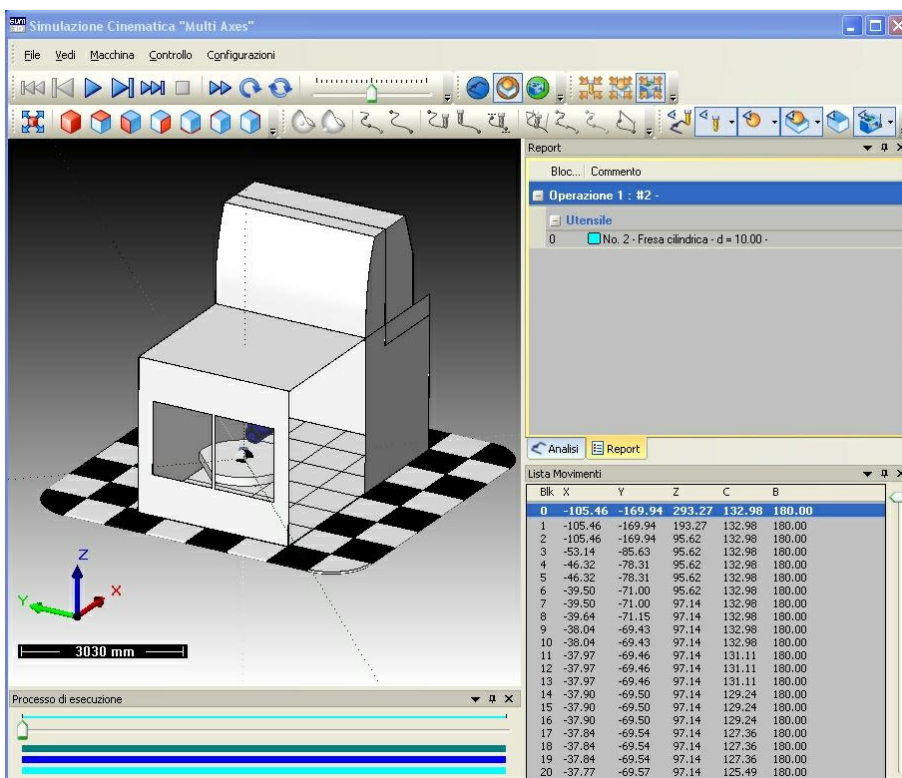 Simulazione Cinematica "Multi Axes"
File Vedi Macchina Controllo Configurazioni
Report
Bloc... Commento
Operazione 1 : #2 -
Utensile
0 No. 2 - Fresa cilindrica - d = 10.00 -
Analisi Report
Lista Movimenti
Blk X Y Z C B
0 -105.46 -169.94 293.27 132.98 180.00
1 -105.46 -169.94 193.27 132.98 180.00
2 -105.46 -169.94 95.62 132.98 180.00
3 -53.14 -85.63 95.62 132.98 180.00
4 -46.32 -78.31 95.62 132.98 180.00
5 -46.32 -78.31 95.62 132.98 180.00
6 -39.50 -71.00 95.62 132.98 180.00
7 -39.50 -71.00 97.14 132.98 180.00
8 -39.64 -71.15 97.14 132.98 180.00
9 -38.04 -69.43 97.14 132.98 180.00
10 -38.04 -69.43 97.14 132.98 180.00
11 -37.97 -69.46 97.14 131.11 180.00
12 -37.97 -69.46 97.14 131.11 180.00
13 -37.97 -69.46 97.14 131.11 180.00
14 -37.90 -69.50 97.14 129.24 180.00
15 -37.90 -69.50 97.14 129.24 180.00
16 -37.90 -69.50 97.14 129.24 180.00
17 -37.84 -69.54 97.14 127.36 180.00
18 -37.84 -69.54 97.14 127.36 180.00
19 -37.84 -69.54 97.14 127.36 180.00
20 -37.77 -69.57 97.14 125.49 180.00
Z
Y X
3030 mm
Processo di esecuzione